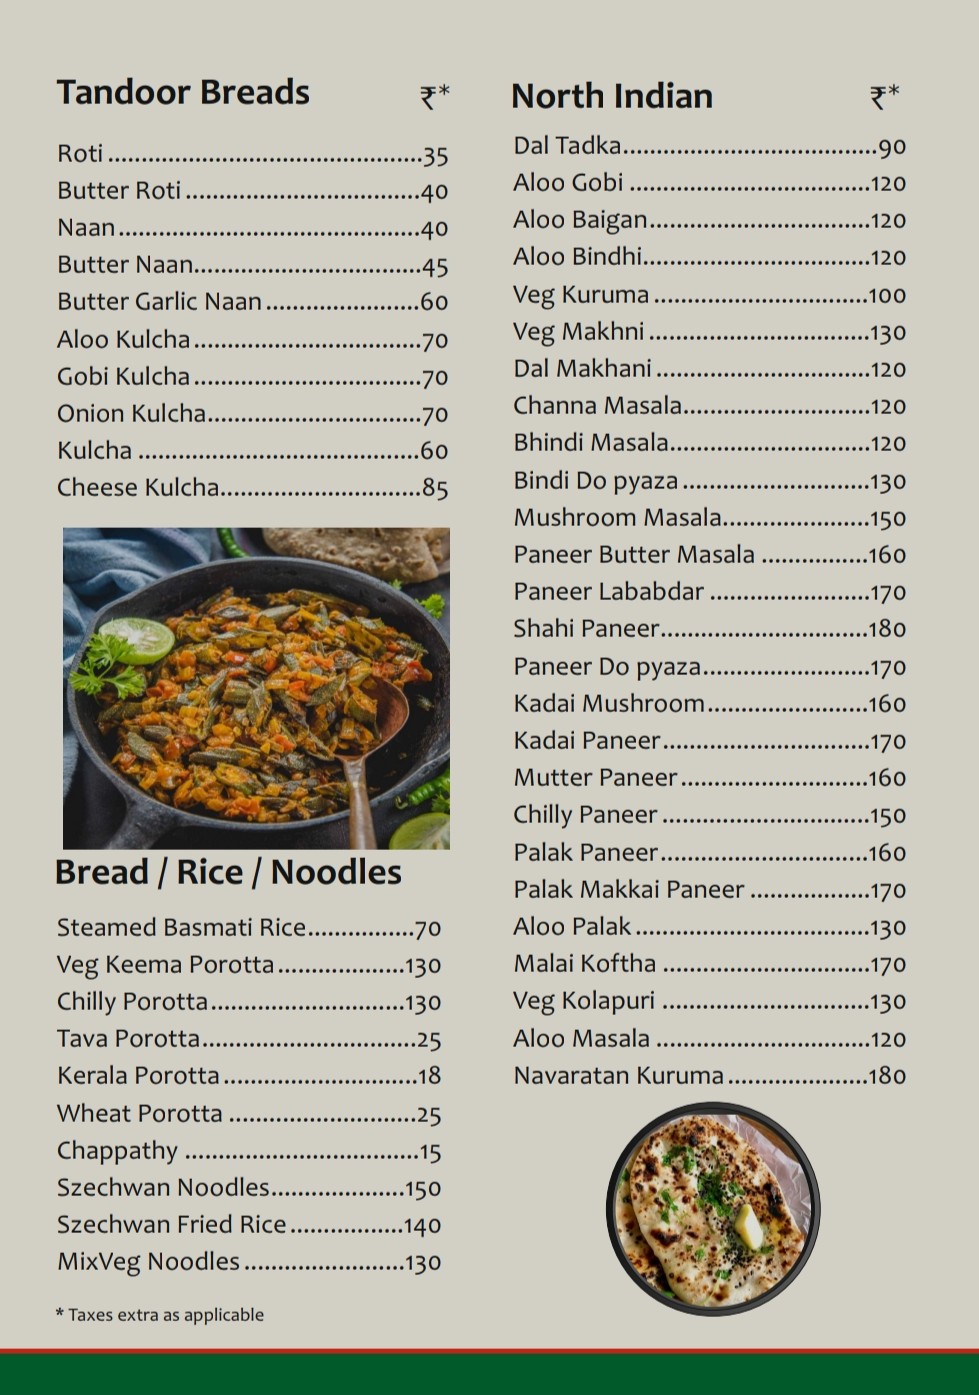 Tandoor Breads ₹*
Roti ................................................35
Butter Roti ...................................40
Naan .............................................40
Butter Naan..................................45
Butter Garlic Naan .......................60
Aloo Kulcha ..................................70
Gobi Kulcha ..................................70
Onion Kulcha................................70
Kulcha ..........................................60
Cheese Kulcha..............................85
Bread / Rice / Noodles
Steamed Basmati Rice................70
Veg Keema Porotta ...................130
Chilly Porotta.............................130
Tava Porotta................................25
Kerala Porotta .............................18
Wheat Porotta ............................25
Chappathy ...................................15
Szechwan Noodles....................150
Szechwan Fried Rice .................140
MixVeg Noodles ........................130
* Taxes extra as applicable
North Indian ₹*
Dal Tadka......................................90
Aloo Gobi ....................................120
Aloo Baigan.................................120
Aloo Bindhi..................................120
Veg Kuruma ................................100
Veg Makhni .................................130
Dal Makhani ................................120
Channa Masala............................120
Bhindi Masala..............................120
Bindi Do pyaza ............................130
Mushroom Masala......................150
Paneer Butter Masala ................160
Paneer Lababdar ........................170
Shahi Paneer...............................180
Paneer Do pyaza.........................170
Kadai Mushroom........................160
Kadai Paneer...............................170
Mutter Paneer............................160
Chilly Paneer ...............................150
Palak Paneer...............................160
Palak Makkai Paneer ..................170
Aloo Palak ...................................130
Malai Koftha ...............................170
Veg Kolapuri ...............................130
Aloo Masala ................................120
Navaratan Kuruma .....................180